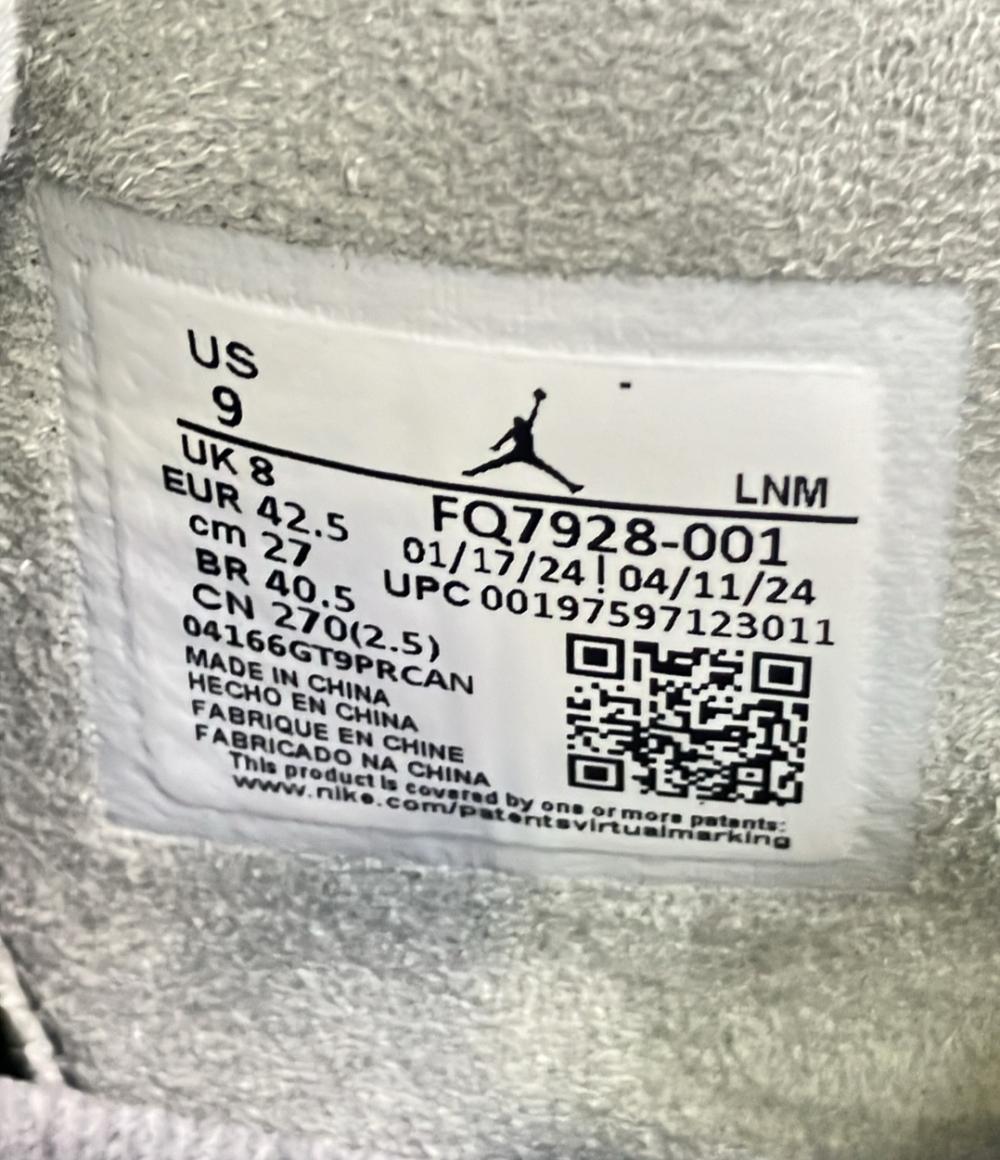 US
9
LNM
UK 8
EUR 42.5
cm 27
BR 40.5
CN 270(2.5)
FQ7928-001
01/17/24 | 04/11/24
UPC 00197597123011
04166GT9PRCAN
MADE IN CHINA
HECHO EN CHINA
FABRIQUE EN CHINE
FABRICADO NA CHINA
This product is covered by one or more patents:
www.nike.com/patentsvirtualmarking